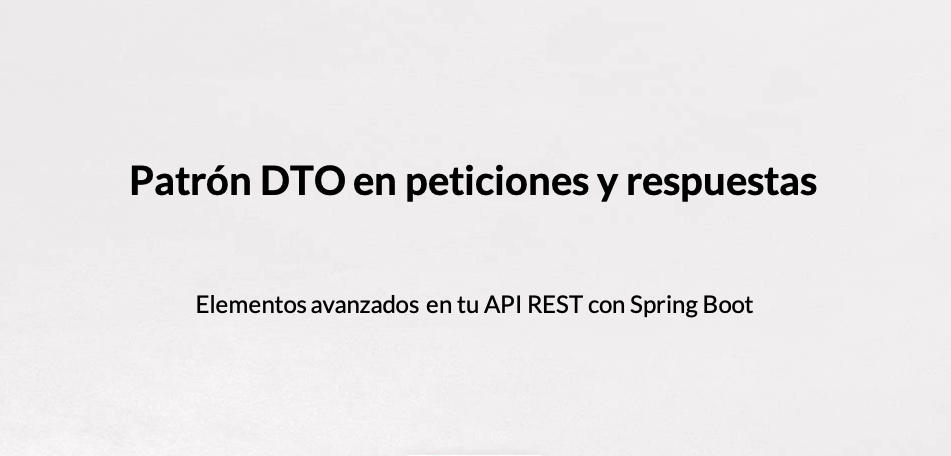 Patrón DTO en peticiones y respuestas
Elementos avanzados en tu API REST con Spring Boot